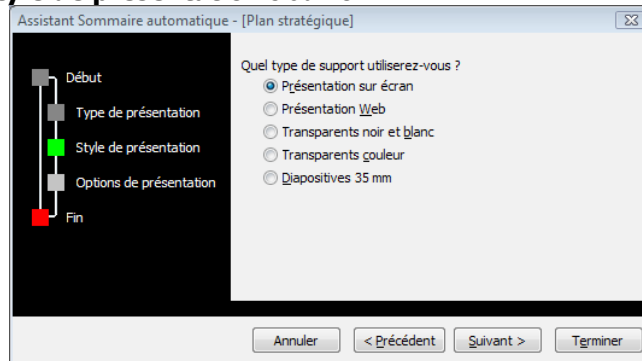 Assistant Sommaire automatique - [Plan stratégique]
Début
Type de présentation
Style de présentation
Options de présentation
Fin
Quel type de support utiliserez-vous ?
Présentation sur écran
Présentation Web
Transparents noir et blanc
Transparents couleur
Diapositives 35 mm
Annuler
< Précédent
Suivant >
Terminer